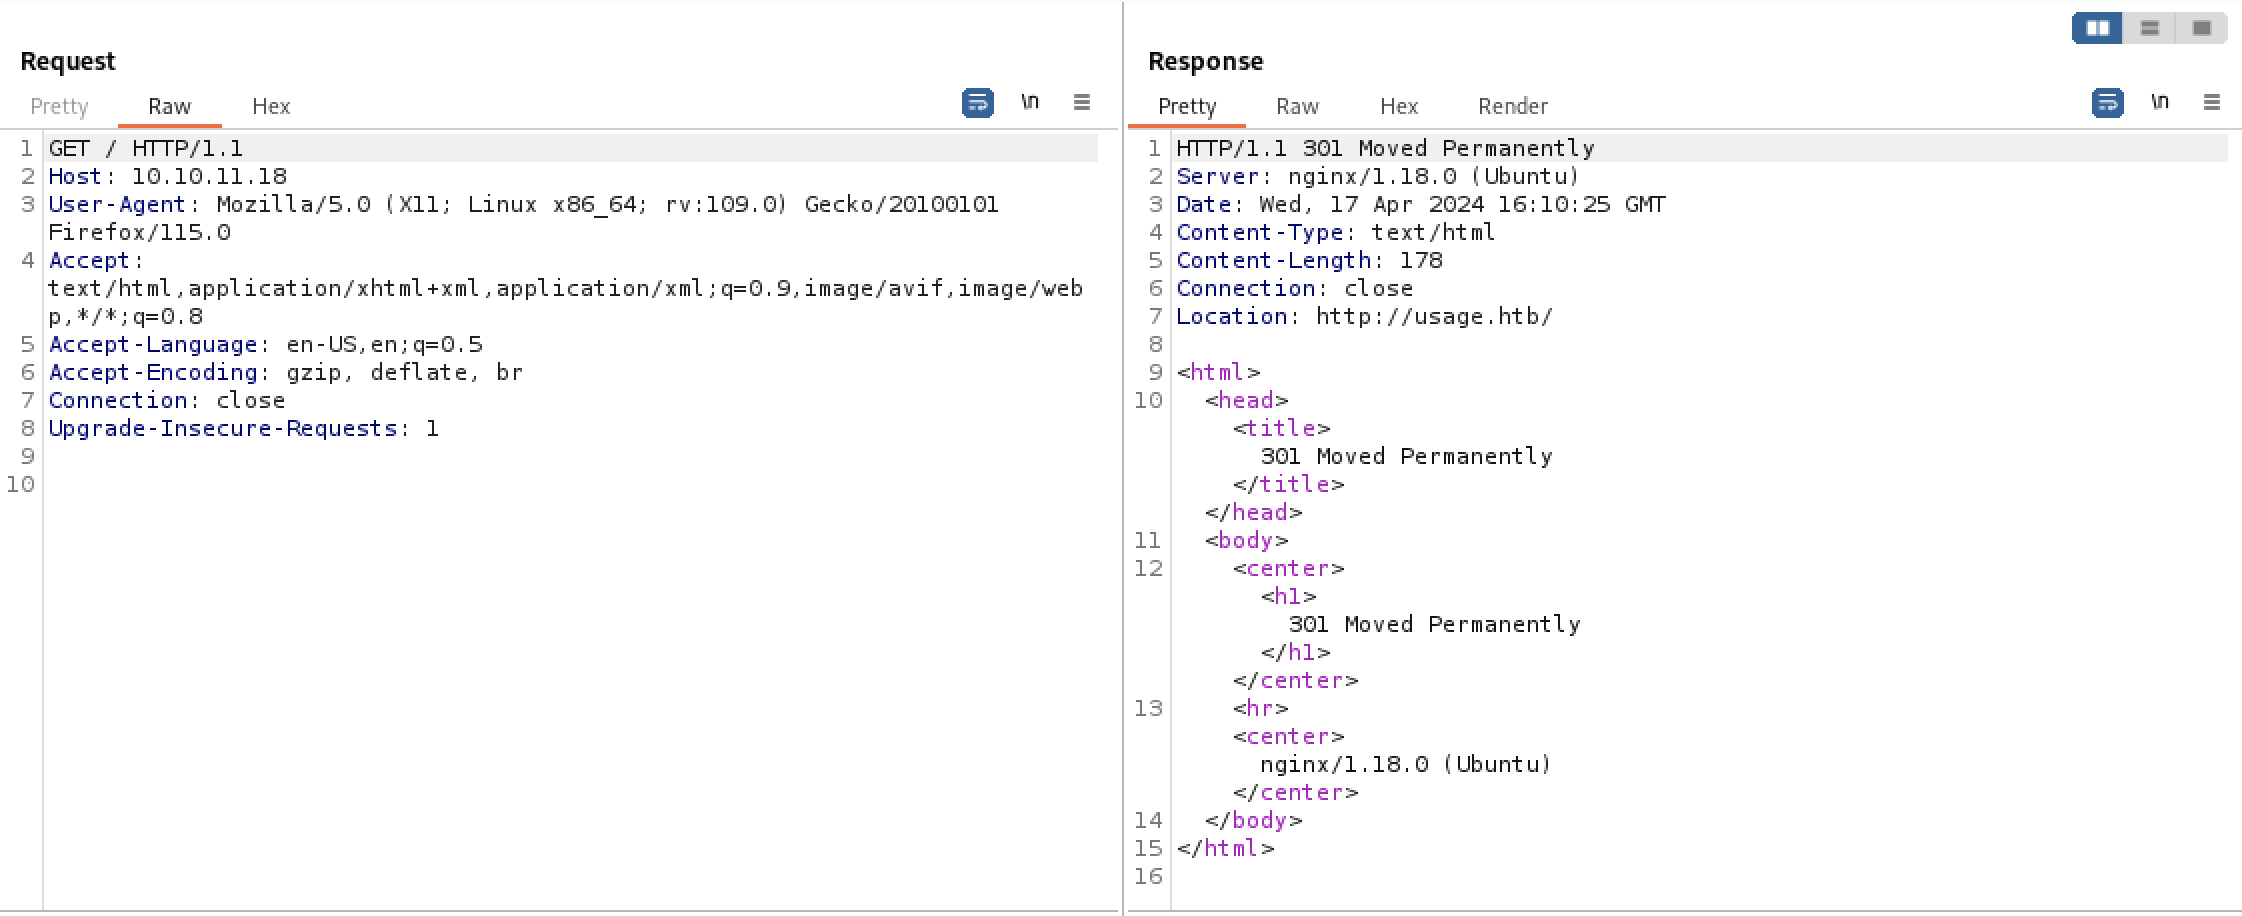 Request
Pretty Raw Hex
\n
1 GET / HTTP/1.1
2 Host: 10.10.11.18
3 User-Agent: Mozilla/5.0 (X11; Linux x86_64; rv:109.0) Gecko/20100101
Firefox/115.0
4 Accept:
text/html,application/xhtml+xml,application/xml;q=0.9,image/avif,image/web
p,*/*;q=0.8
5 Accept-Language: en-US,en;q=0.5
6 Accept-Encoding: gzip, deflate, br
7 Connection: close
8 Upgrade-Insecure-Requests: 1
9
10
Response
Pretty Raw Hex Render
\n
1 HTTP/1.1 301 Moved Permanently
2 Server: nginx/1.18.0 (Ubuntu)
3 Date: Wed, 17 Apr 2024 16:10:25 GMT
4 Content-Type: text/html
5 Content-Length: 178
6 Connection: close
7 Location: http://usage.htb/
8
9 <html>
10 <head>
<title>
301 Moved Permanently
</title>
</head>
11 <body>
12 <center>
<h1>
301 Moved Permanently
</h1>
</center>
13 <hr>
<center>
nginx/1.18.0 (Ubuntu)
</center>
14 </body>
15 </html>
16